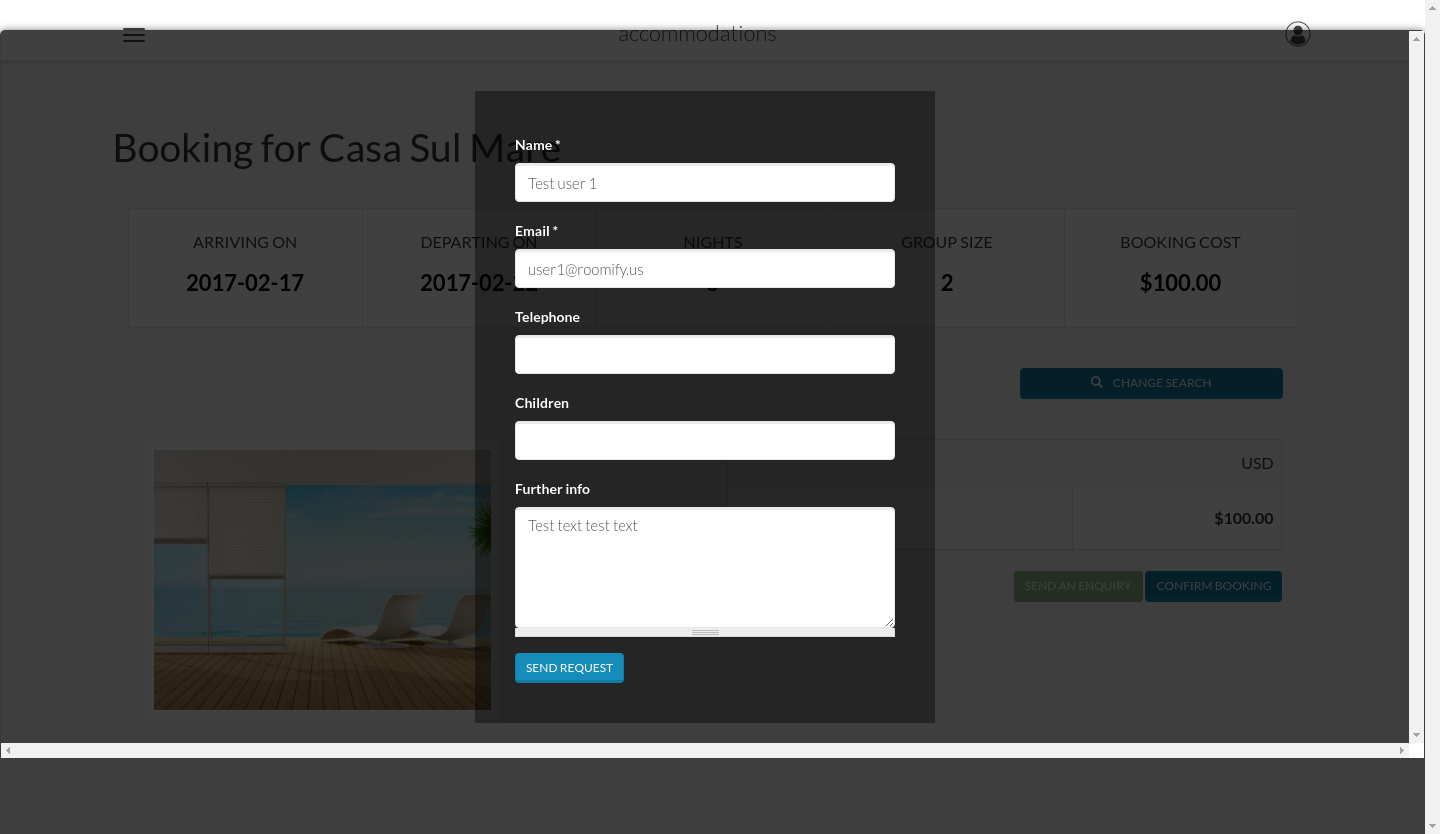 accommodations
Booking for Casa Sul Mare
ARRIVING ON
2017-02-17
DEPARTING ON
2017-02-22
NIGHTS
GROUP SIZE
2
BOOKING COST
$100.00
CHANGE SEARCH
USD
$100.00
SEND AN ENQUIRY
CONFIRM BOOKING
Name *
Test user 1
Email *
user1@roomify.us
Telephone
Children
Further info
Test text test text
SEND REQUEST